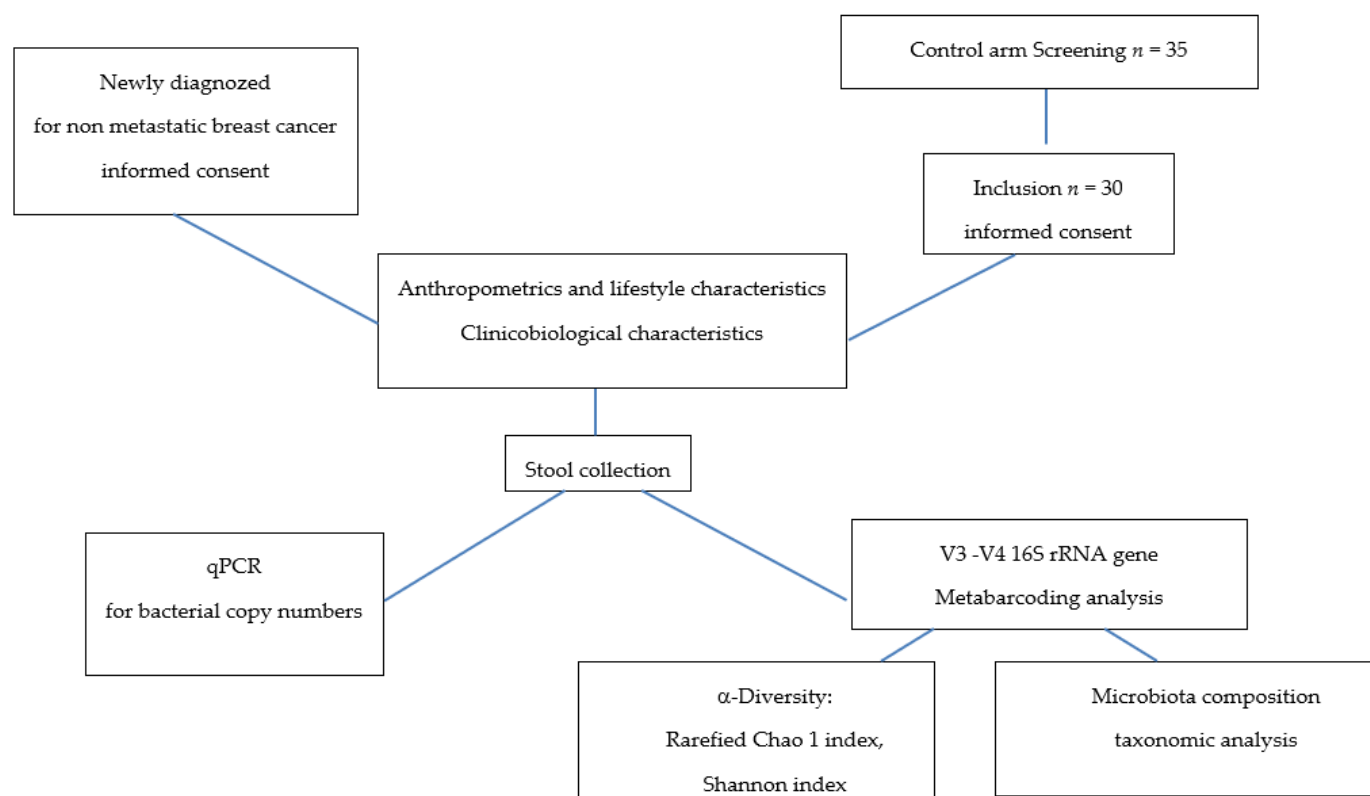 Newly diagnozed
for non metastatic breast cancer
informed consent
Control arm Screening n = 35
Inclusion n = 30
informed consent
Anthropometrics and lifestyle characteristics
Clinicobiological characteristics
Stool collection
qPCR
for bacterial copy numbers
V3 -V4 16S rRNA gene
Metabarcoding analysis
α-Diversity:
Rarefied Chao 1 index,
Shannon index
Microbiota composition
taxonomic analysis